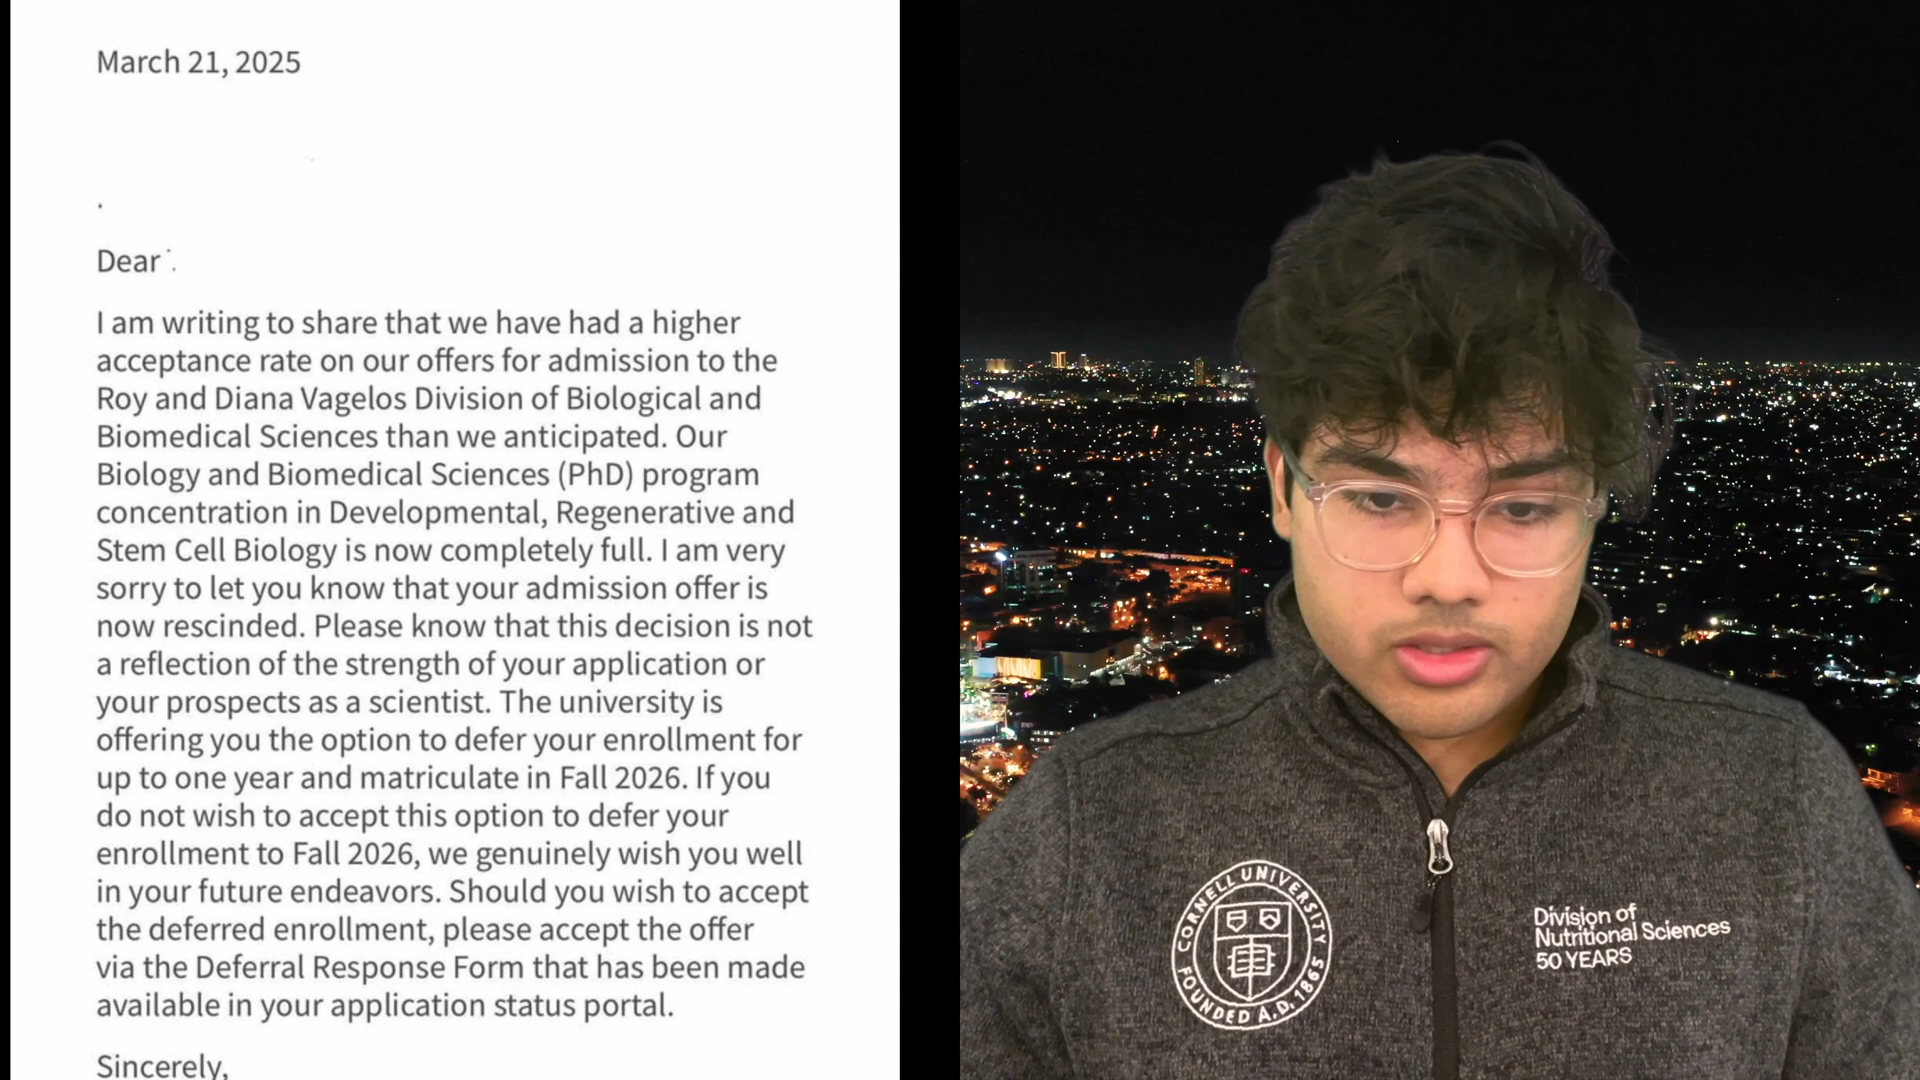 March 21, 2025
Dear
I am writing to share that we have had a higher
acceptance rate on our offers for admission to the
Roy and Diana Vagelos Division of Biological and
Biomedical Sciences than we anticipated. Our
Biology and Biomedical Sciences (PhD) program
concentration in Developmental, Regenerative and
Stem Cell Biology is now completely full. I am very
sorry to let you know that your admission offer is
now rescinded. Please know that this decision is not
a reflection of the strength of your application or
your prospects as a scientist. The university is
offering you the option to defer your enrollment for
up to one year and matriculate in Fall 2026. If you
do not wish to accept this option to defer your
enrollment to Fall 2026, we genuinely wish you well
in your future endeavors. Should you wish to accept
the deferred enrollment, please accept the offer
via the Deferral Response Form that has been made
available in your application status portal.
Sincerely,
CORNELL UNIVERSITY
FOUNDED A.D. 1865
Division of
Nutritional Sciences
50 YEARS